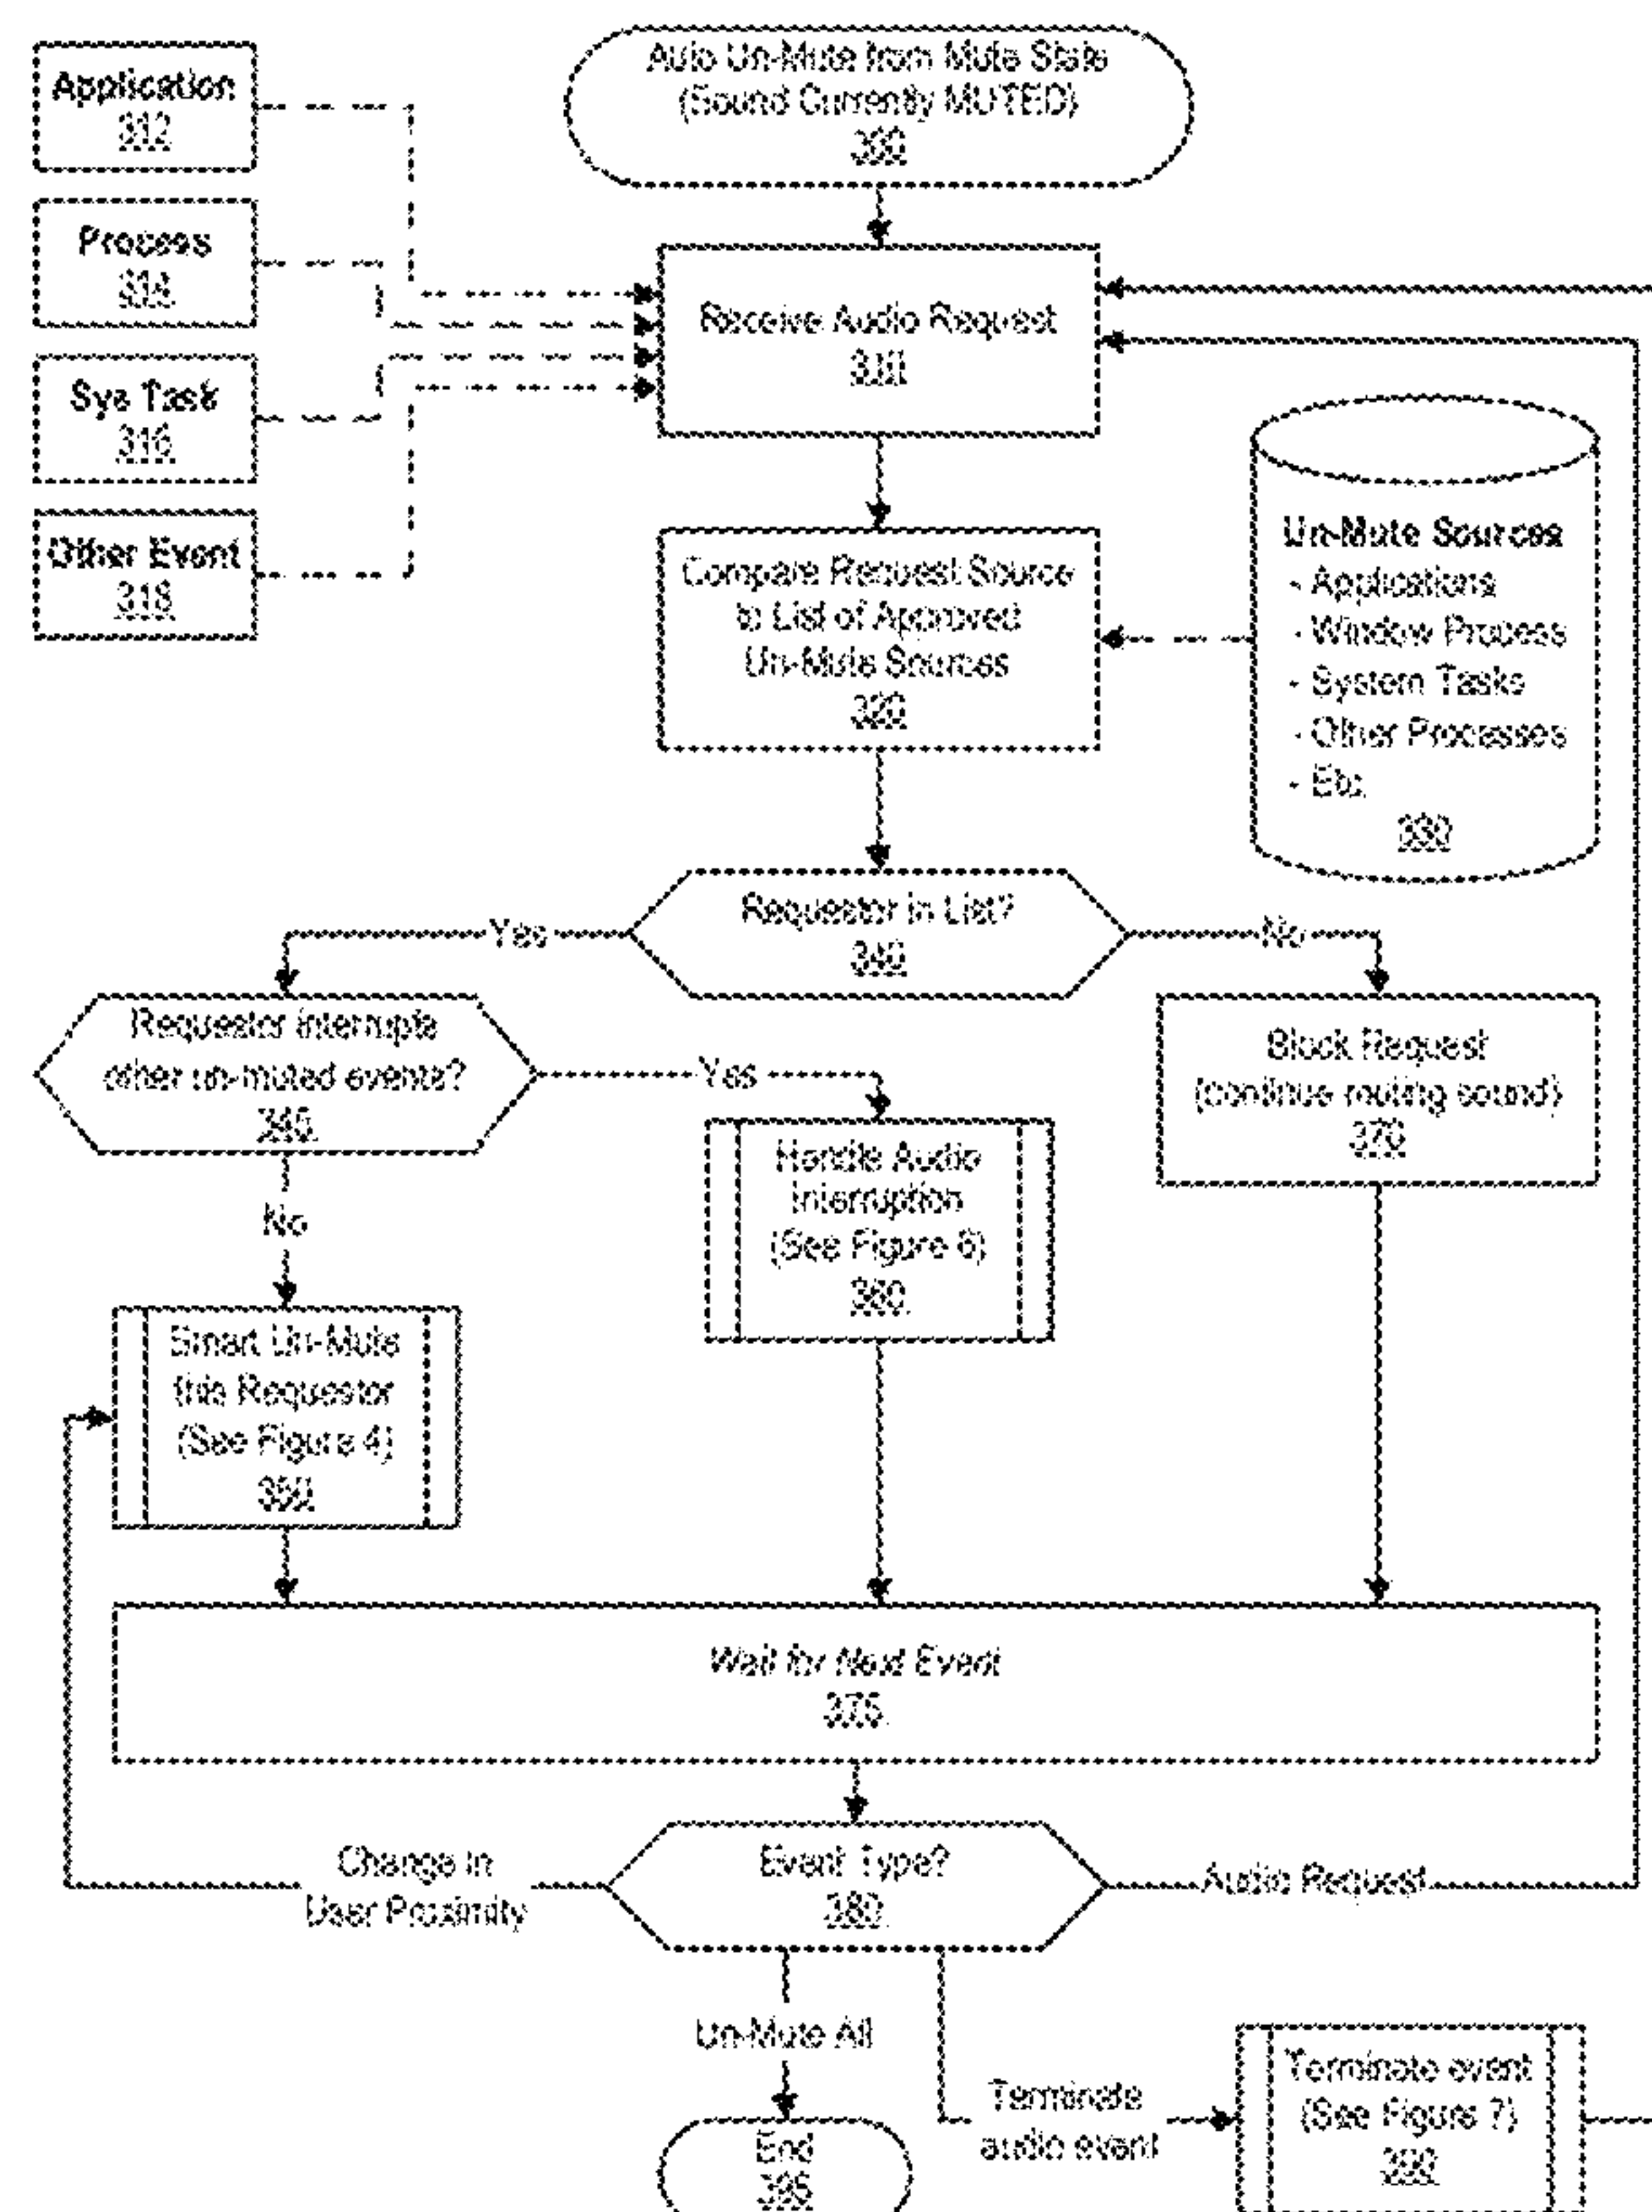 Auto Un-Mute from Mute State
(Sound Currently MUTED)
300
Application
312
Process
314
Sys Task
316
Other Event
318
Receive Audio Request
310
Compare Request Source
to List of Approved
Un-Mute Sources
320
Un-Mute Sources
- Applications
- Window Process
- System Tasks
- Other Processes
- Etc.
330
Requestor in List?
340
Yes
No
Requestor interrupts
other un-muted events?
345
Yes
No
Block Request
(continue muting sound)
370
Handle Audio
Interruption
(See Figure 6)
360
Smart Un-Mute
this Requestor
(See Figure 4)
350
Wait for Next Event
375
Event Type?
380
Change in
User Proximity
Audio Request
Un-Mute All
Terminate
audio event
Terminate event
(See Figure 7)
390
End
395